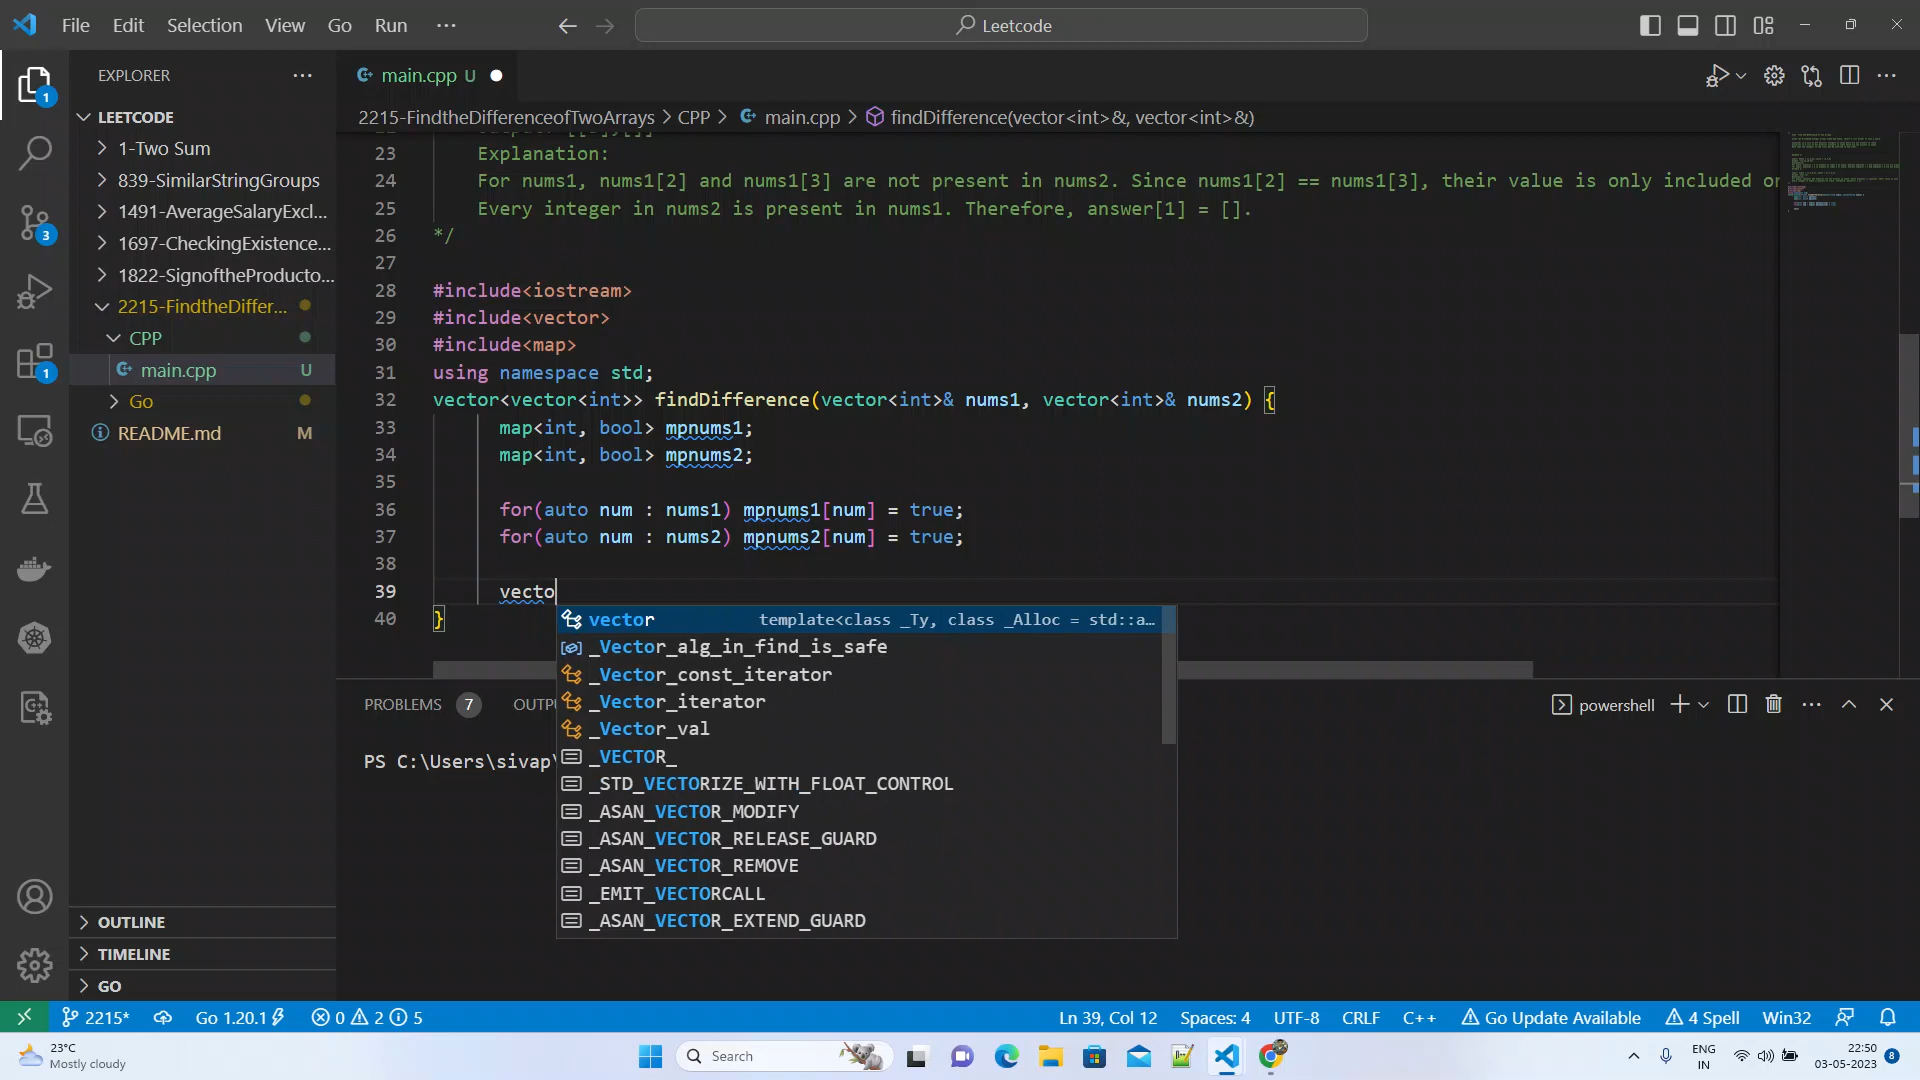 File Edit Selection View Go Run ···
Leetcode
EXPLORER
main.cpp U
1
2215-FindtheDifferenceofTwoArrays > CPP > main.cpp > findDifference(vector<int>&, vector<int>&)
LEETCODE
1-Two Sum
839-SimilarStringGroups
1491-AverageSalaryExcl...
1697-CheckingExistence...
1822-SignoftheProducto...
2215-FindtheDiffer...
CPP
main.cpp U
Go
README.md M
3
1
23 Explanation:
24 For nums1, nums1[2] and nums1[3] are not present in nums2. Since nums1[2] == nums1[3], their value is only included on
25 Every integer in nums2 is present in nums1. Therefore, answer[1] = [].
26 */
27
28 #include<iostream>
29 #include<vector>
30 #include<map>
31 using namespace std;
32 vector<vector<int>> findDifference(vector<int>& nums1, vector<int>& nums2) {
33 map<int, bool> mpnums1;
34 map<int, bool> mpnums2;
35
36 for(auto num : nums1) mpnums1[num] = true;
37 for(auto num : nums2) mpnums2[num] = true;
38
39 vecto
40 }
vector template<class _Ty, class _Alloc = std::a...
_Vector_alg_in_find_is_safe
_Vector_const_iterator
_Vector_iterator
_Vector_val
_VECTOR_
_STD_VECTORIZE_WITH_FLOAT_CONTROL
_ASAN_VECTOR_MODIFY
_ASAN_VECTOR_RELEASE_GUARD
_ASAN_VECTOR_REMOVE
_EMIT_VECTORCALL
_ASAN_VECTOR_EXTEND_GUARD
PROBLEMS 7 OUTPU
powershell
PS C:\Users\sivap\
OUTLINE
TIMELINE
GO
2215* Go 1.20.1 0 2 5
Ln 39, Col 12 Spaces: 4 UTF-8 CRLF C++ Go Update Available 4 Spell Win32
23°C
Mostly cloudy
Search
ENG
IN
22:50
03-05-2023
8